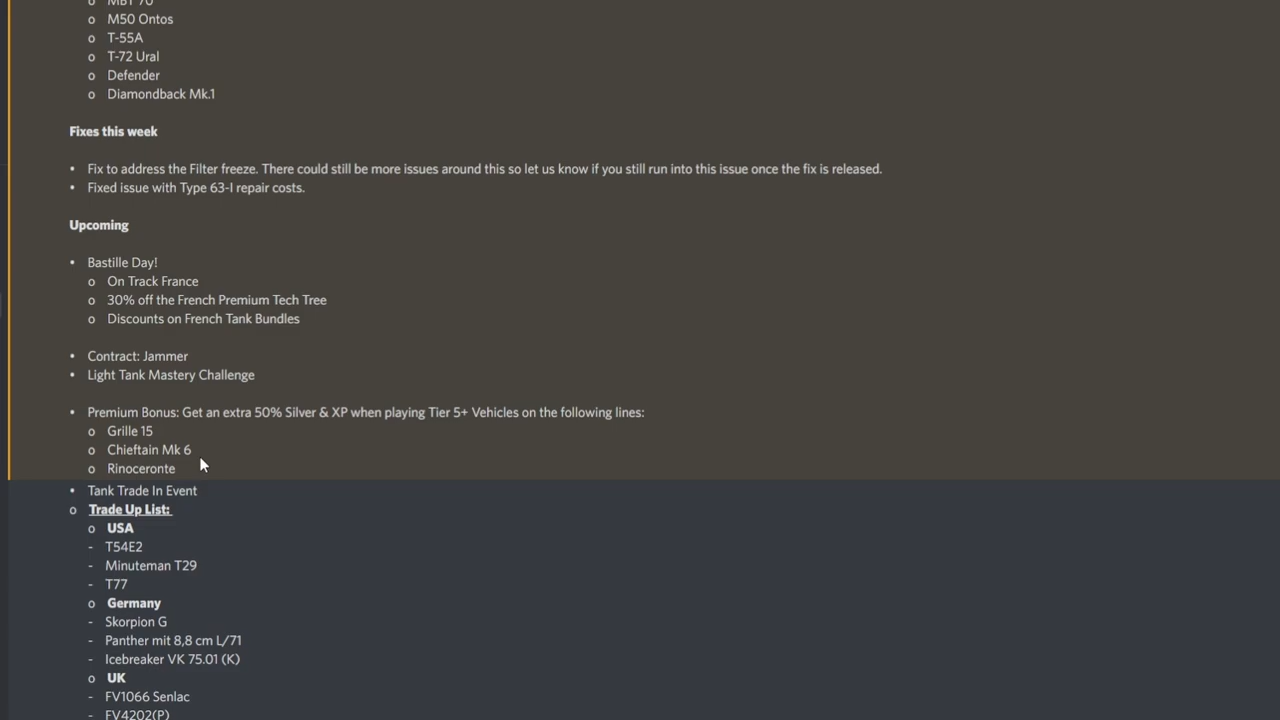 MBT 70
o M50 Ontos
o T-55A
o T-72 Ural
o Defender
o Diamondback Mk.1
Fixes this week
• Fix to address the Filter freeze. There could still be more issues around this so let us know if you still run into this issue once the fix is released.
• Fixed issue with Type 63-I repair costs.
Upcoming
• Bastille Day!
o On Track France
o 30% off the French Premium Tech Tree
o Discounts on French Tank Bundles
• Contract: Jammer
• Light Tank Mastery Challenge
• Premium Bonus: Get an extra 50% Silver & XP when playing Tier 5+ Vehicles on the following lines:
o Grille 15
o Chieftain Mk 6
o Rinoceronte
• Tank Trade In Event
o Trade Up List:
o USA
- T54E2
- Minuteman T29
- T77
o Germany
- Skorpion G
- Panther mit 8,8 cm L/71
- Icebreaker VK 75.01 (K)
o UK
- FV1066 Senlac
- FV4202(P)